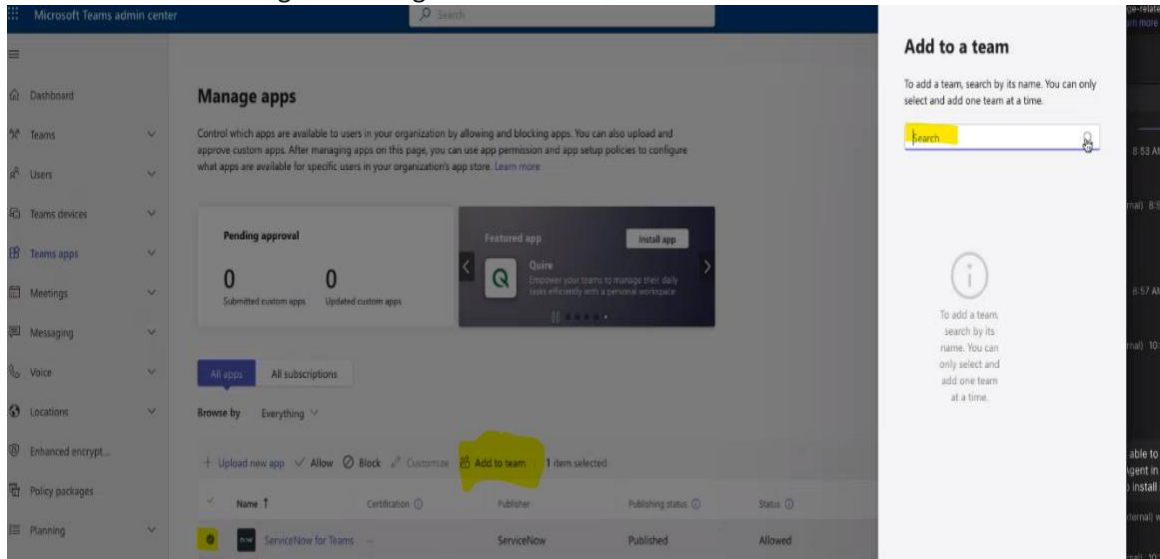 Microsoft Teams admin center
Search
Dashboard
Teams
Users
Teams devices
Teams apps
Meetings
Messaging
Voice
Locations
Enhanced encrypt...
Policy packages
Planning
Manage apps
Control which apps are available to users in your organization by allowing and blocking apps. You can also upload and
approve custom apps. After managing apps on this page, you can use app permission and app setup policies to configure
what apps are available for specific users in your organization's app store. Learn more
Pending approval
0
0
Submitted custom apps
Updated custom apps
Featured app
Install app
Quire
Empower your teams to manage their daily
tasks efficiently with a personal workspace
All apps
All subscriptions
Browse by Everything
+ Upload new app
Allow
Block
Customize
Add to team
1 item selected
Name ↑
Certification
Publisher
Publishing status
Status
ServiceNow for Teams
--
ServiceNow
Published
Allowed
Add to a team
To add a team, search by its name. You can only
select and add one team at a time.
Search
To add a team,
search by its
name. You can
only select and
add one team
at a time.
8:53 AM
8:57 AM
able to
install